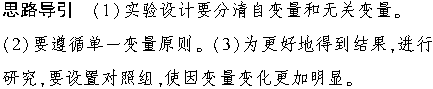 思路导引 (1)实验设计要分清自变量和无关变量。
(2)要遵循单一变量原则。(3)为更好地得到结果,进行
研究,要设置对照组,使因变量变化更加明显。